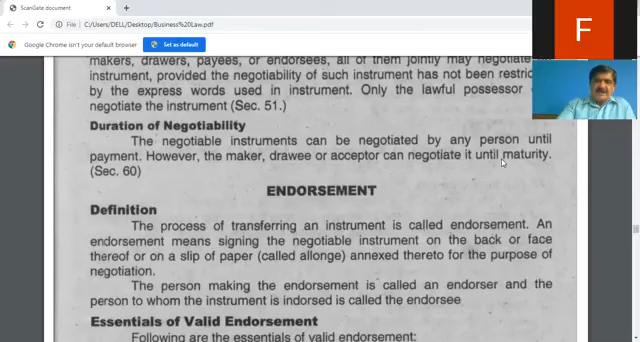 ScanGate document
File | C:/Users/DELL/Desktop/Business%20Law.pdf
Google Chrome isn't your default browser
Set as default
F
makers, drawers, payees, or endorsees, all of them jointly may negotiate
instrument, provided the negotiability of such instrument has not been restric
by the express words used in instrument. Only the lawful possessor
negotiate the instrument (Sec. 51.)
Duration of Negotiability
The negotiable instruments can be negotiated by any person until
payment. However, the maker, drawee or acceptor can negotiate it until maturity.
(Sec. 60)
ENDORSEMENT
Definition
The process of transferring an instrument is called endorsement. An
endorsement means signing the negotiable instrument on the back or face
thereof or on a slip of paper (called allonge) annexed thereto for the purpose of
negotiation.
The person making the endorsement is called an endorser and the
person to whom the instrument is indorsed is called the endorsee
Essentials of Valid Endorsement
Following are the essentials of valid endorsement: